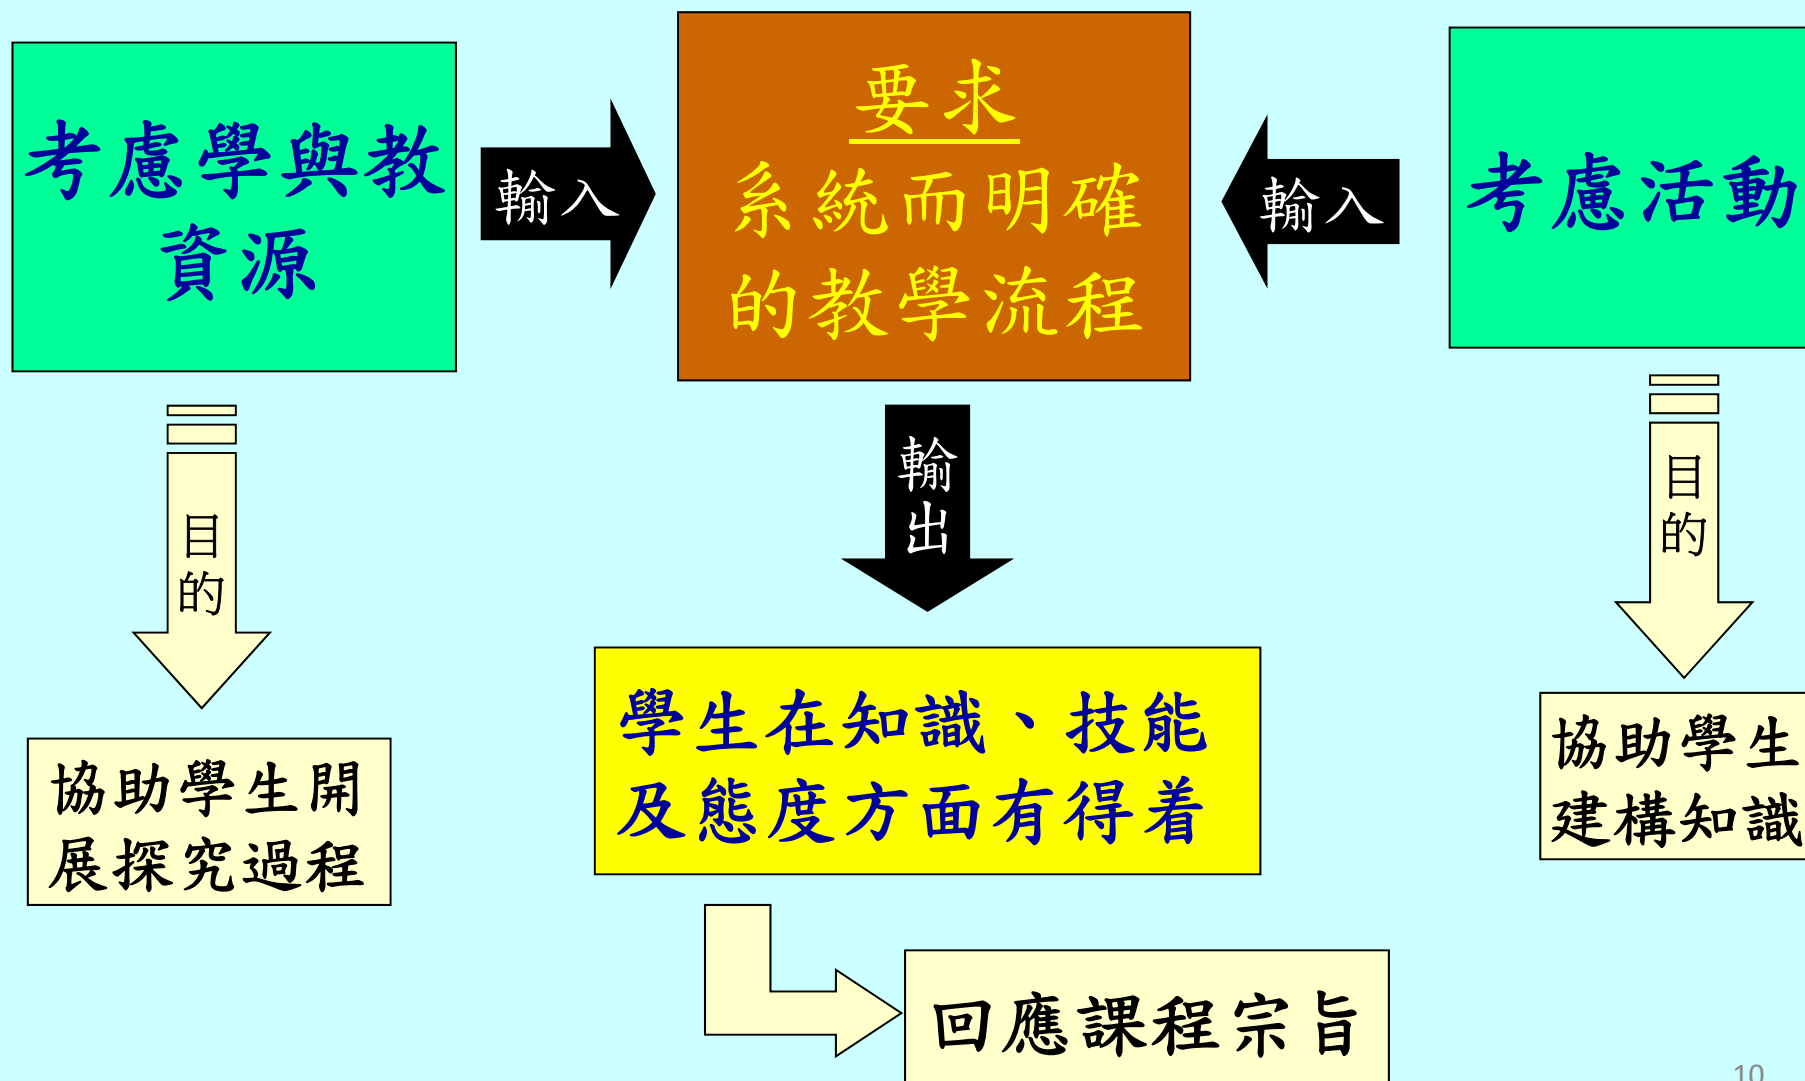 考慮學與教
資源
輸入
要求
系統而明確
的教學流程
輸入
考慮活動
目
的
輸
出
目
的
協助學生開
展探究過程
學生在知識、技能
及態度方面有得着
協助學生
建構知識
回應課程宗旨
10